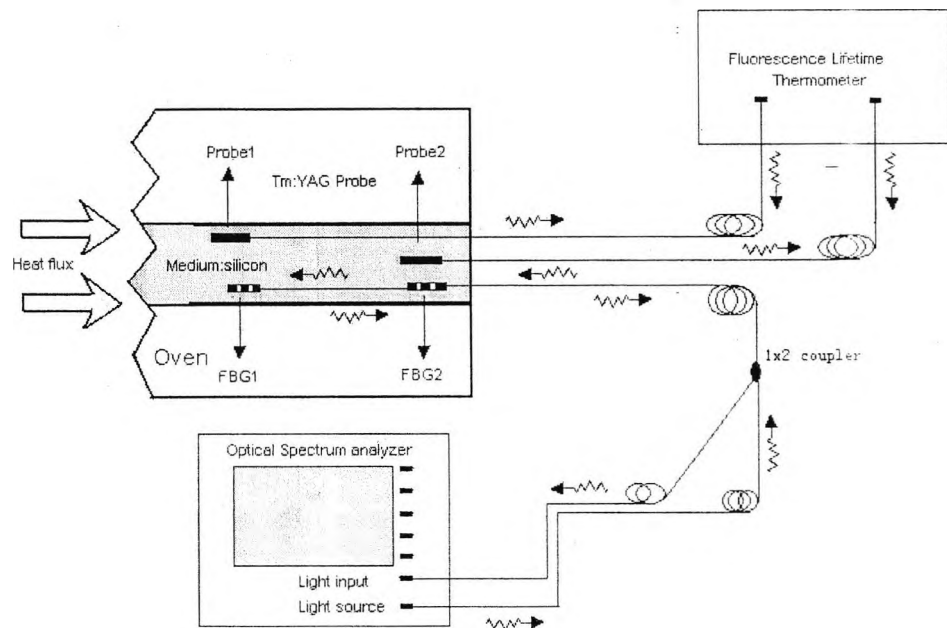 Fluorescence Lifetime
Thermometer
Probe1
Probe2
Tm:YAG Probe
Heat flux
Medium:silicon
Oven
FBG1
FBG2
1x2 coupler
Optical Spectrum analyzer
Light input
Light source